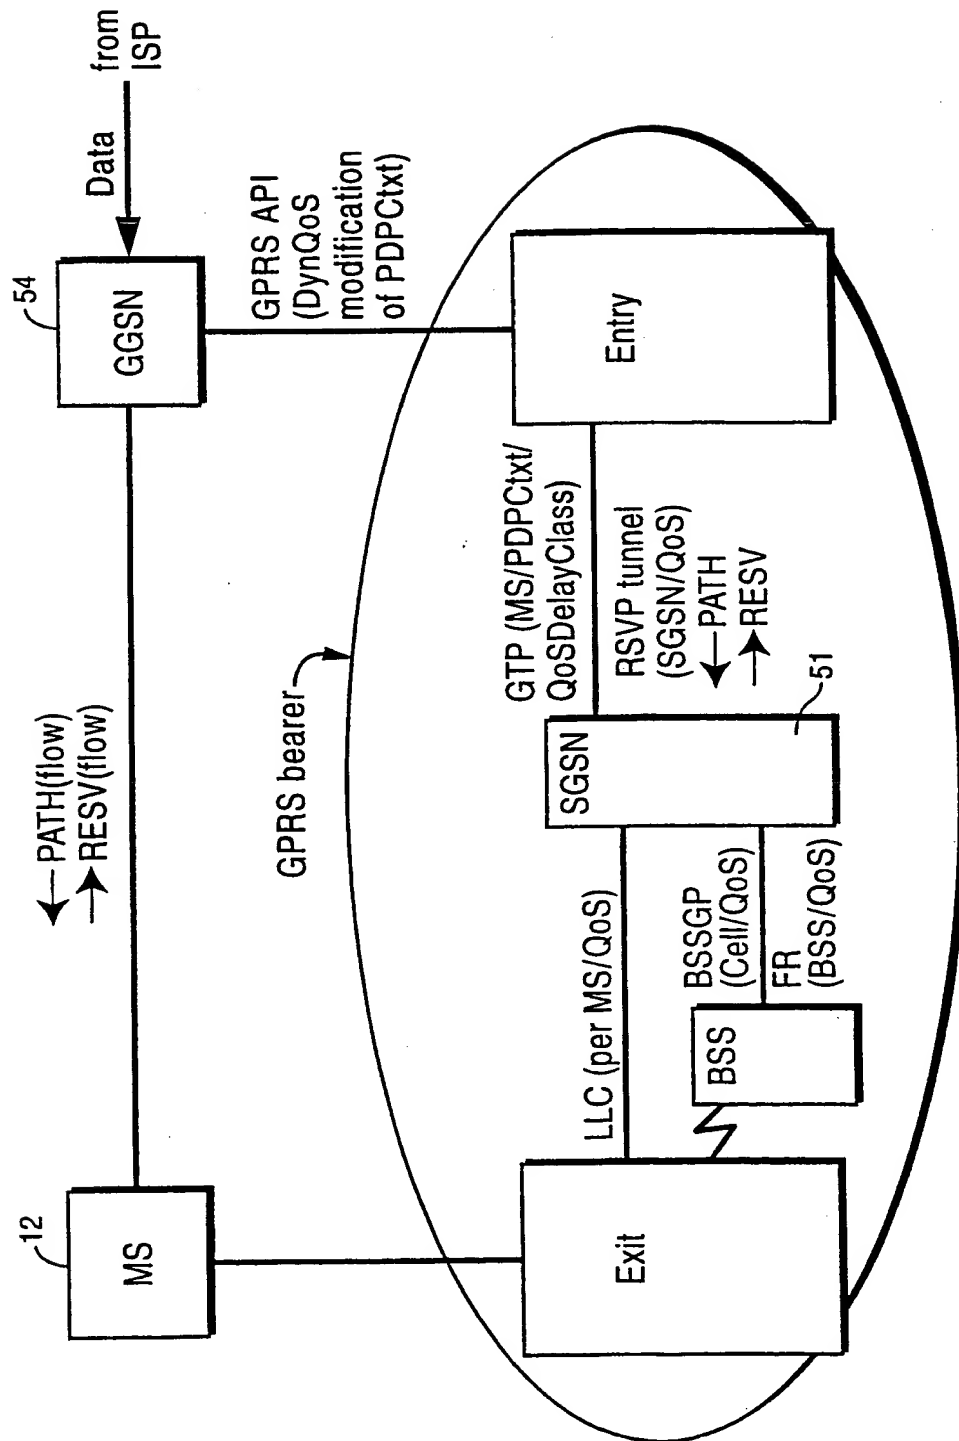 12
MS
←PATH(flow)
→RESV(flow)
54
GGSN
Data
from
ISP
GPRS API
(DynQoS
modification
of PDPCtxt)
GPRS bearer
Exit
LLC (per MS/QoS)
BSS
BSSGP
(Cell/QoS)
FR
(BSS/QoS)
SGSN
51
GTP (MS/PDPCtxt/
QoSDelayClass)
RSVP tunnel
(SGSN/QoS)
←PATH
→RESV
Entry